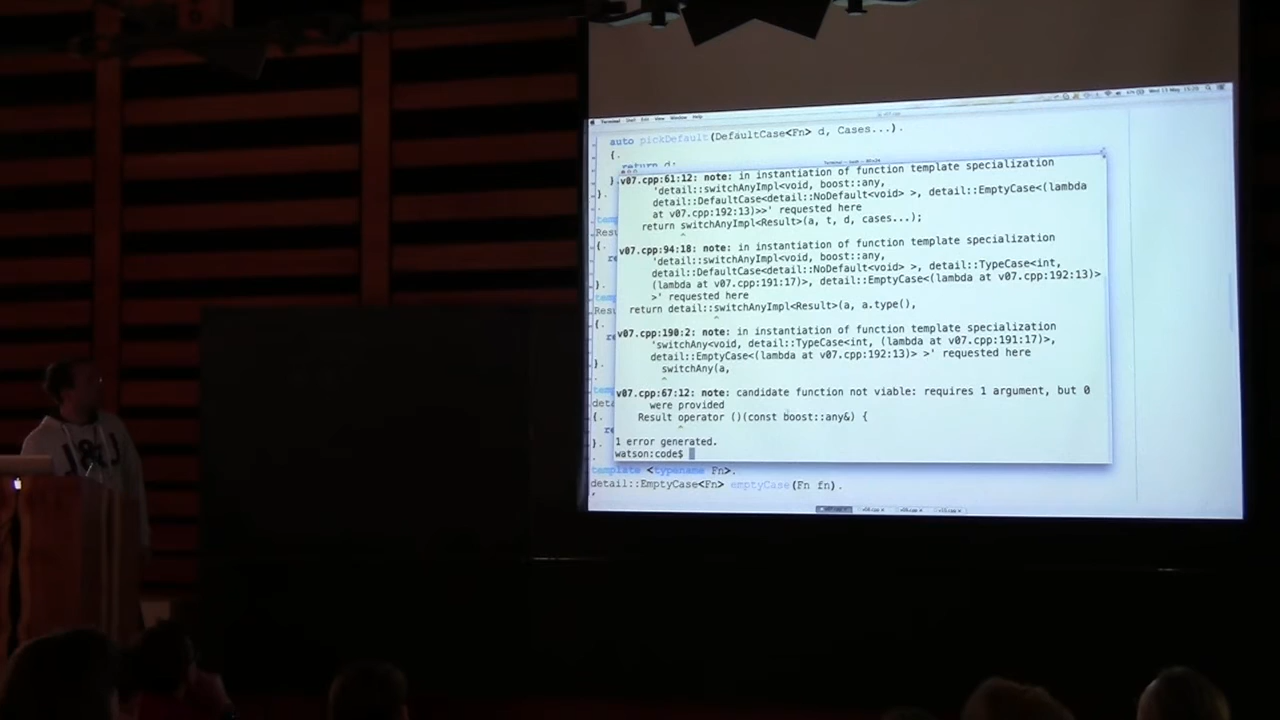 Terminal Shell Edit View Window Help
auto pickDefault(DefaultCase<Fn> d, Cases...).
{.
return d;
}.
}.
v07.cpp:61:12: note: in instantiation of function template specialization
'detail::switchAnyImpl<void, boost::any,
detail::DefaultCase<detail::NoDefault<void> >, detail::EmptyCase<(lambda
at v07.cpp:192:13)>>' requested here
return switchAnyImpl<Result>(a, t, d, cases...);
^
v07.cpp:94:18: note: in instantiation of function template specialization
'detail::switchAnyImpl<void, boost::any,
detail::DefaultCase<detail::NoDefault<void> >, detail::TypeCase<int,
(lambda at v07.cpp:191:17)>, detail::EmptyCase<(lambda at v07.cpp:192:13)>
>' requested here
return detail::switchAnyImpl<Result>(a, a.type(),
^
v07.cpp:190:2: note: in instantiation of function template specialization
'switchAny<void, detail::TypeCase<int, (lambda at v07.cpp:191:17)>,
detail::EmptyCase<(lambda at v07.cpp:192:13)> >' requested here
switchAny(a,
^
v07.cpp:67:12: note: candidate function not viable: requires 1 argument, but 0
were provided
Result operator ()(const boost::any&) {
^
1 error generated.
watson:code$
template <typename Fn>.
detail::EmptyCase<Fn> emptyCase(Fn fn).
J&J